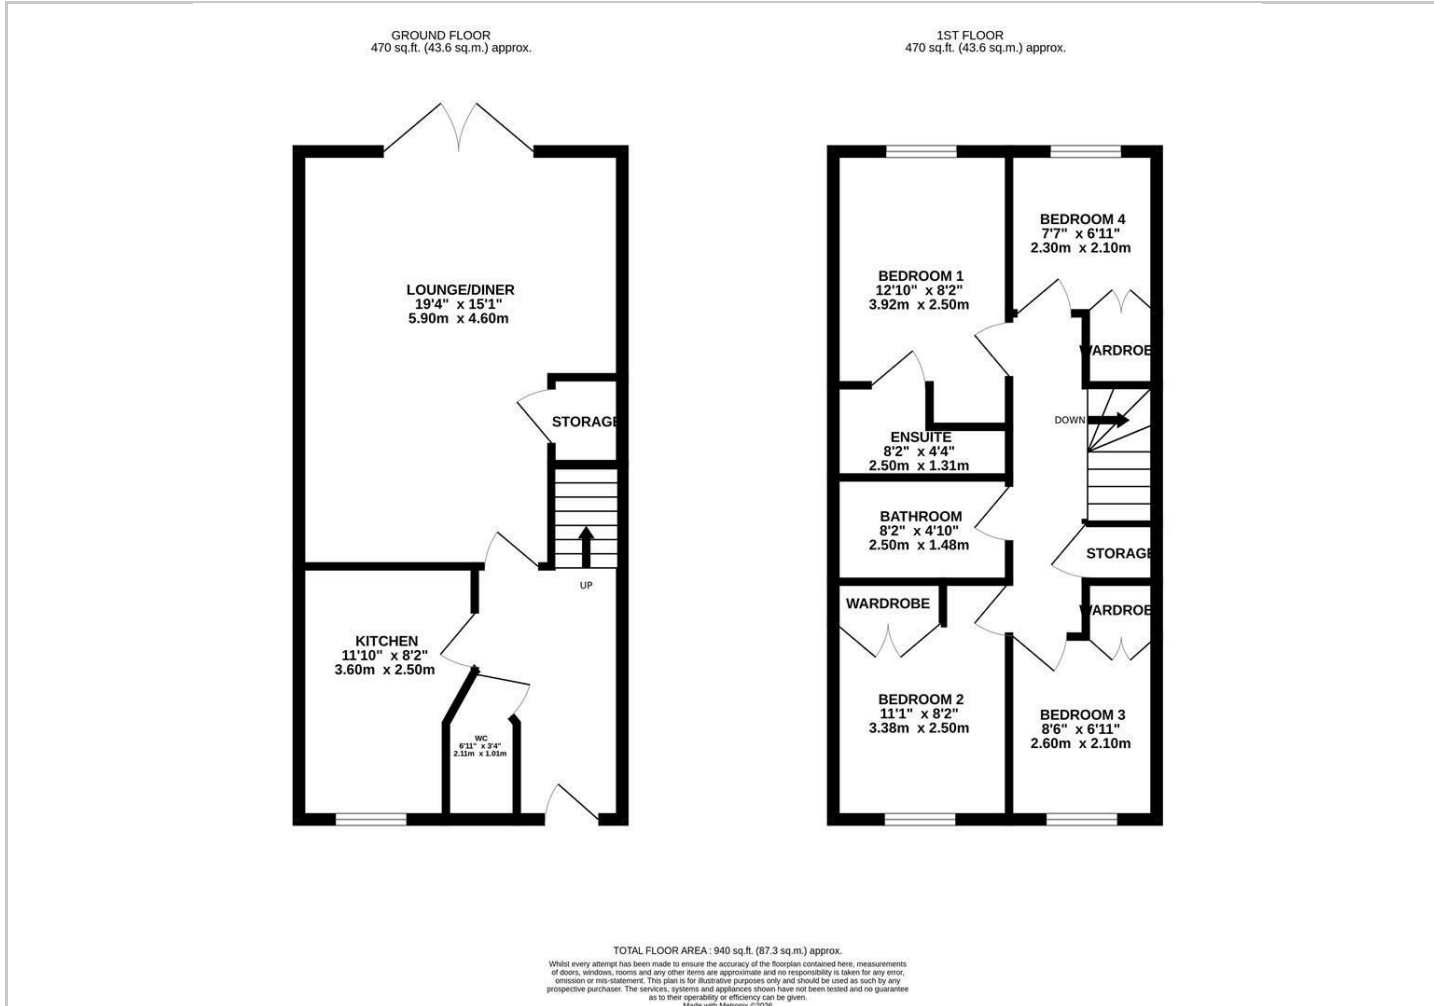 GROUND FLOOR
470 sq.ft. (43.6 sq.m.) approx.
LOUNGE/DINER
19'4" x 15'1"
5.90m x 4.60m
STORAGE
UP
KITCHEN
11'10" x 8'2"
3.60m x 2.50m
WC
6'11" x 3'4"
2.11m x 1.01m
1ST FLOOR
470 sq.ft. (43.6 sq.m.) approx.
BEDROOM 4
7'7" x 6'11"
2.30m x 2.10m
BEDROOM 1
12'10" x 8'2"
3.92m x 2.50m
WARDROBE
DOWN
ENSUITE
8'2" x 4'4"
2.50m x 1.31m
BATHROOM
8'2" x 4'10"
2.50m x 1.48m
STORAGE
WARDROBE
WARDROBE
BEDROOM 2
11'1" x 8'2"
3.38m x 2.50m
BEDROOM 3
8'6" x 6'11"
2.60m x 2.10m
TOTAL FLOOR AREA : 940 sq.ft. (87.3 sq.m.) approx.
Whilst every attempt has been made to ensure the accuracy of the floorplan contained here, measurements
of doors, windows, rooms and any other items are approximate and no responsibility is taken for any error,
omission or mis-statement. This plan is for illustrative purposes only and should be used as such by any
prospective purchaser. The services, systems and appliances shown have not been tested and no guarantee
as to their operability or efficiency can be given.
Made with Metropix ©2026